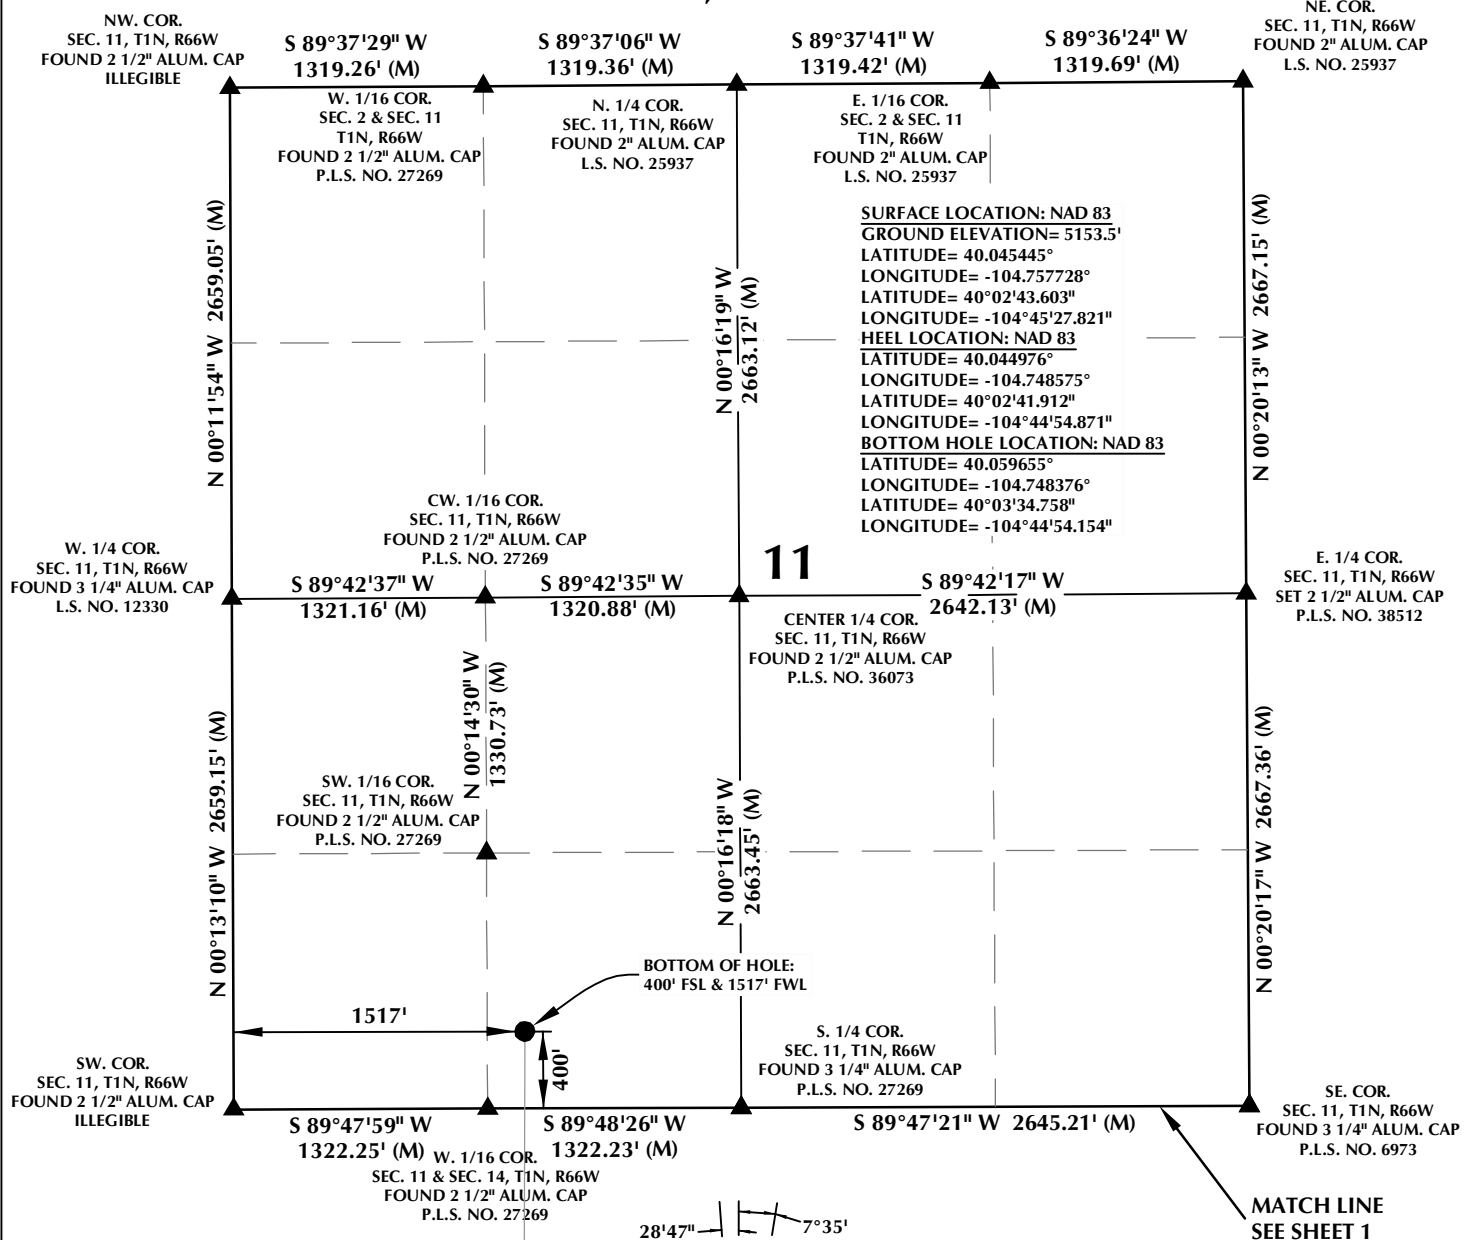 NW. COR.
SEC. 11, T1N, R66W
FOUND 2 1/2" ALUM. CAP
ILLEGIBLE
S 89°37'29" W
1319.26' (M)
S 89°37'06" W
1319.36' (M)
S 89°37'41" W
1319.42' (M)
S 89°36'24" W
1319.69' (M)
NE. COR.
SEC. 11, T1N, R66W
FOUND 2" ALUM. CAP
L.S. NO. 25937
W. 1/16 COR.
SEC. 2 & SEC. 11
T1N, R66W
FOUND 2 1/2" ALUM. CAP
P.L.S. NO. 27269
N. 1/4 COR.
SEC. 11, T1N, R66W
FOUND 2" ALUM. CAP
L.S. NO. 25937
E. 1/16 COR.
SEC. 2 & SEC. 11
T1N, R66W
FOUND 2" ALUM. CAP
L.S. NO. 25937
N 00°11'54" W 2659.05' (M)
N 00°16'19" W
2663.12' (M)
SURFACE LOCATION: NAD 83
GROUND ELEVATION= 5153.5'
LATITUDE= 40.045445°
LONGITUDE= -104.757728°
LATITUDE= 40°02'43.603"
LONGITUDE= -104°45'27.821"
HEEL LOCATION: NAD 83
LATITUDE= 40.044976°
LONGITUDE= -104.748575°
LATITUDE= 40°02'41.912"
LONGITUDE= -104°44'54.871"
BOTTOM HOLE LOCATION: NAD 83
LATITUDE= 40.059655°
LONGITUDE= -104.748376°
LATITUDE= 40°03'34.758"
LONGITUDE= -104°44'54.154"
N 00°20'13" W 2667.15' (M)
CW. 1/16 COR.
SEC. 11, T1N, R66W
FOUND 2 1/2" ALUM. CAP
P.L.S. NO. 27269
W. 1/4 COR.
SEC. 11, T1N, R66W
FOUND 3 1/4" ALUM. CAP
L.S. NO. 12330
S 89°42'37" W
1321.16' (M)
S 89°42'35" W
1320.88' (M)
11
S 89°42'17" W
2642.13' (M)
E. 1/4 COR.
SEC. 11, T1N, R66W
SET 2 1/2" ALUM. CAP
P.L.S. NO. 38512
CENTER 1/4 COR.
SEC. 11, T1N, R66W
FOUND 2 1/2" ALUM. CAP
P.L.S. NO. 36073
N 00°14'30" W
1330.73' (M)
N 00°13'10" W 2659.15' (M)
SW. 1/16 COR.
SEC. 11, T1N, R66W
FOUND 2 1/2" ALUM. CAP
P.L.S. NO. 27269
N 00°16'18" W
2663.45' (M)
N 00°20'17" W 2667.36' (M)
BOTTOM OF HOLE:
400' FSL & 1517' FWL
1517'
400'
S. 1/4 COR.
SEC. 11, T1N, R66W
FOUND 3 1/4" ALUM. CAP
P.L.S. NO. 27269
SW. COR.
SEC. 11, T1N, R66W
FOUND 2 1/2" ALUM. CAP
ILLEGIBLE
S 89°47'59" W
1322.25' (M)
S 89°48'26" W
1322.23' (M)
S 89°47'21" W 2645.21' (M)
SE. COR.
SEC. 11, T1N, R66W
FOUND 3 1/4" ALUM. CAP
P.L.S. NO. 6973
W. 1/16 COR.
SEC. 11 & SEC. 14, T1N, R66W
FOUND 2 1/2" ALUM. CAP
P.L.S. NO. 27269
28'47"
7°35'
MATCH LINE
SEE SHEET 1